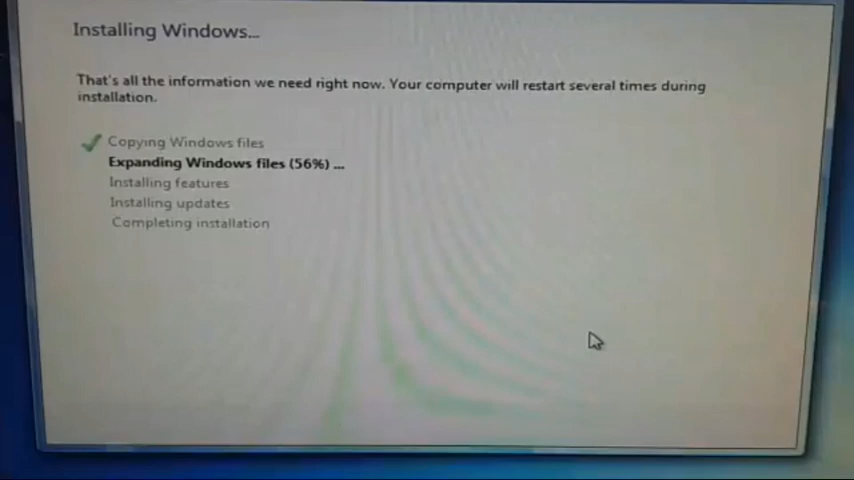 Installing Windows...
That's all the information we need right now. Your computer will restart several times during
installation.
Copying Windows files
Expanding Windows files (56%) ...
Installing features
Installing updates
Completing installation